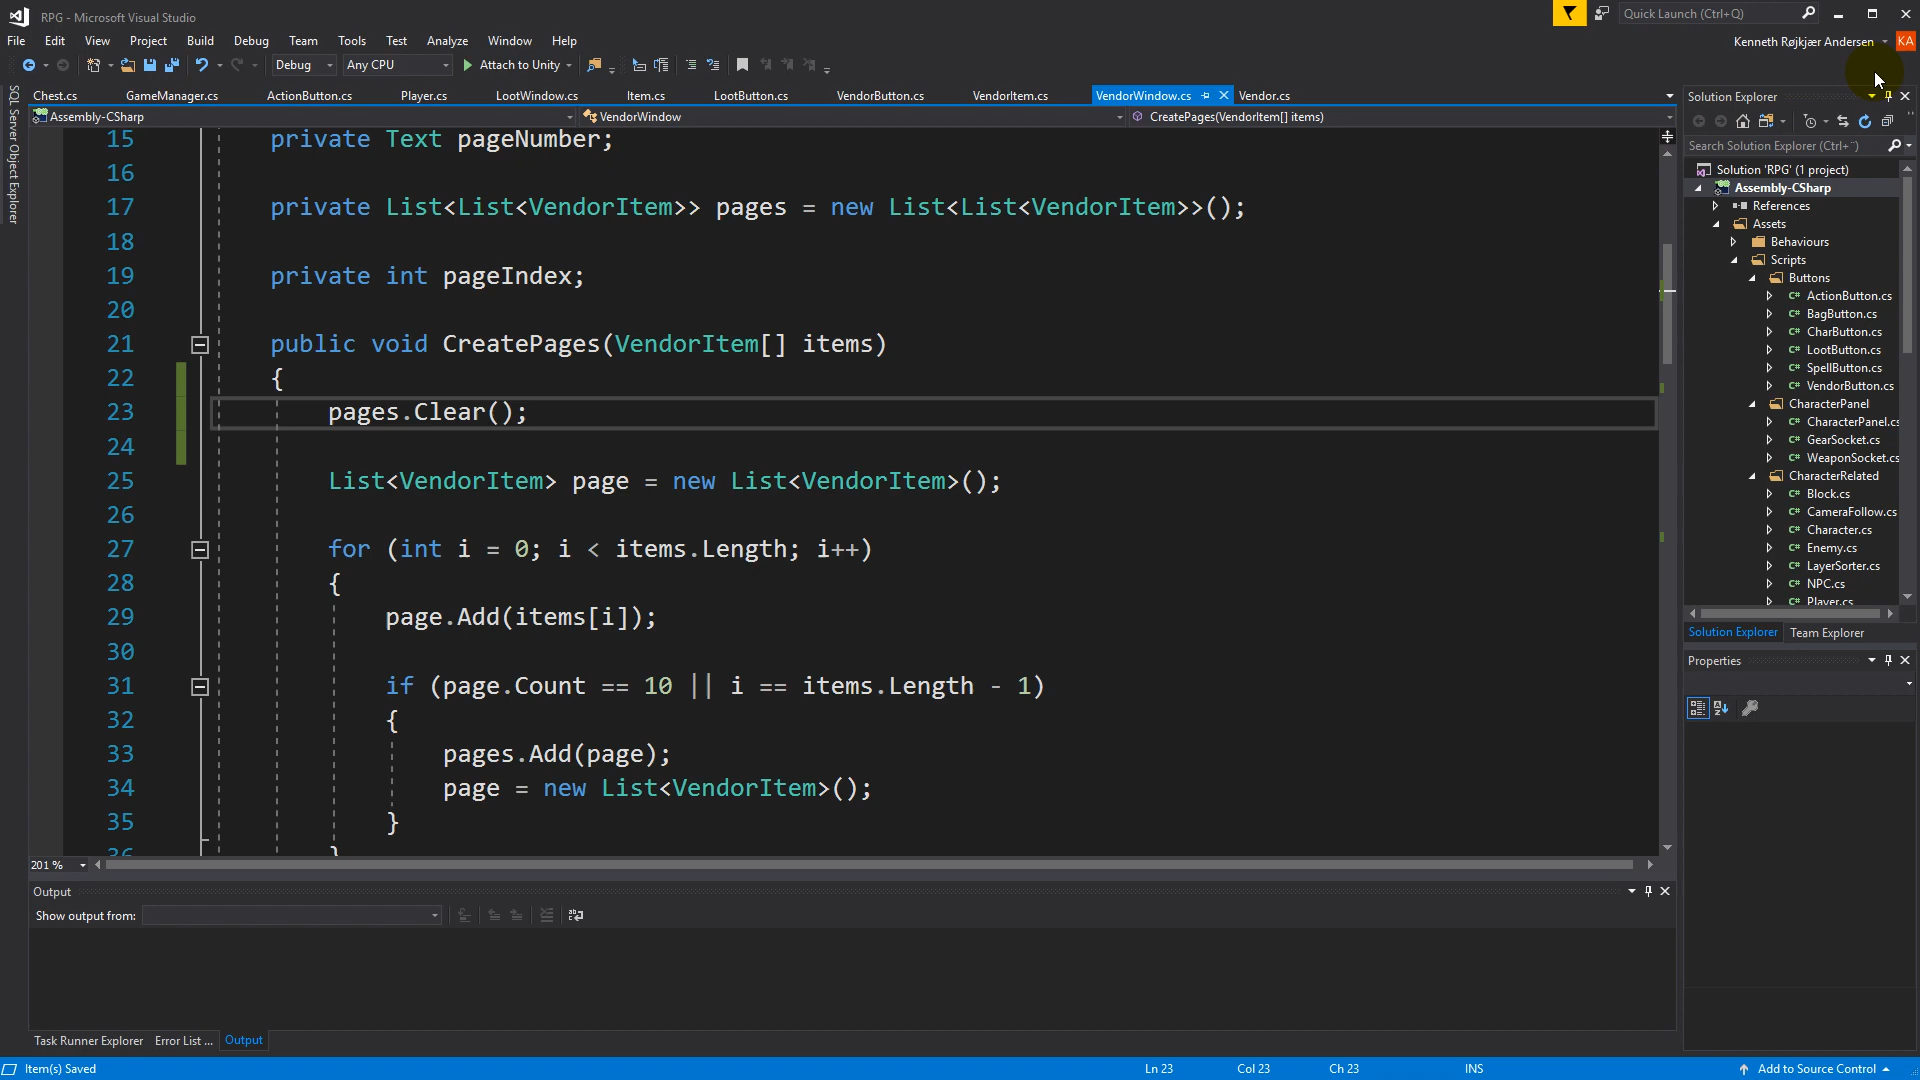 RPG - Microsoft Visual Studio
Quick Launch (Ctrl+Q)
File Edit View Project Build Debug Team Tools Test Analyze Window Help
Kenneth Røjkjær Andersen KA
Debug Any CPU Attach to Unity
Chest.cs GameManager.cs ActionButton.cs Player.cs LootWindow.cs Item.cs LootButton.cs VendorButton.cs VendorItem.cs VendorWindow.cs Vendor.cs
Assembly-CSharp VendorWindow CreatePages(VendorItem[] items)
SQL Server Object Explorer
15 private Text pageNumber;
16
17 private List<List<VendorItem>> pages = new List<List<VendorItem>>();
18
19 private int pageIndex;
20
21 public void CreatePages(VendorItem[] items)
22 {
23 pages.Clear();
24
25 List<VendorItem> page = new List<VendorItem>();
26
27 for (int i = 0; i < items.Length; i++)
28 {
29 page.Add(items[i]);
30
31 if (page.Count == 10 || i == items.Length - 1)
32 {
33 pages.Add(page);
34 page = new List<VendorItem>();
35 }
36 }
201 %
Output
Show output from:
Task Runner Explorer Error List ... Output
Solution Explorer
Search Solution Explorer (Ctrl+¨)
Solution 'RPG' (1 project)
Assembly-CSharp
References
Assets
Behaviours
Scripts
Buttons
C# ActionButton.cs
C# BagButton.cs
C# CharButton.cs
C# LootButton.cs
C# SpellButton.cs
C# VendorButton.cs
CharacterPanel
C# CharacterPanel.cs
C# GearSocket.cs
C# WeaponSocket.cs
CharacterRelated
C# Block.cs
C# CameraFollow.cs
C# Character.cs
C# Enemy.cs
C# LayerSorter.cs
C# NPC.cs
C# Player.cs
Solution Explorer Team Explorer
Properties
Item(s) Saved Ln 23 Col 23 Ch 23 INS Add to Source Control